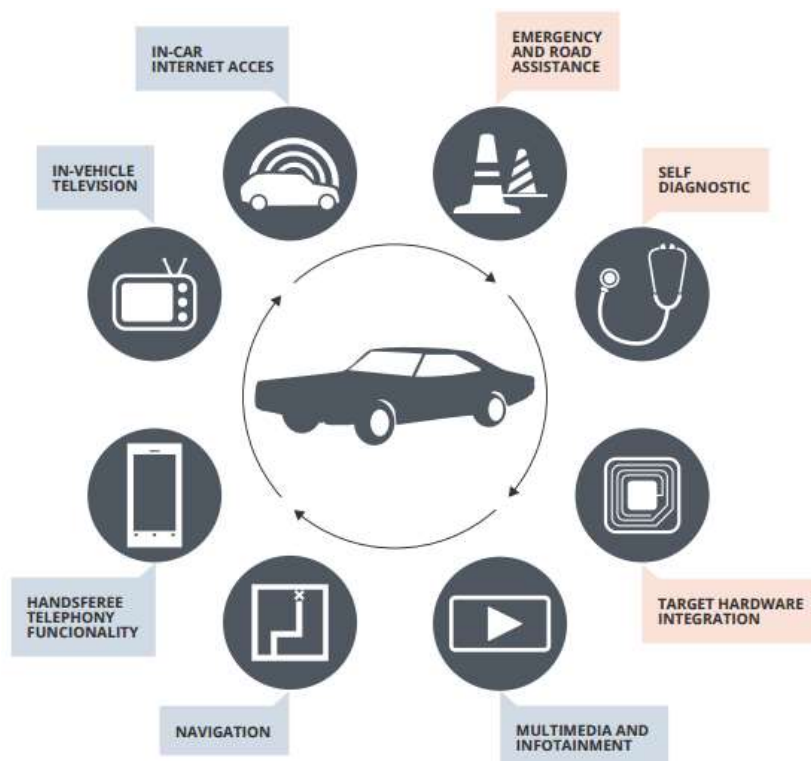 IN-CAR
INTERNET ACCES
EMERGENCY
AND ROAD
ASSISTANCE
IN-VEHICLE
TELEVISION
SELF
DIAGNOSTIC
HANDSFEREE
TELEPHONY
FUNCIONALITY
TARGET HARDWARE
INTEGRATION
NAVIGATION
MULTIMEDIA AND
INFOTAINMENT